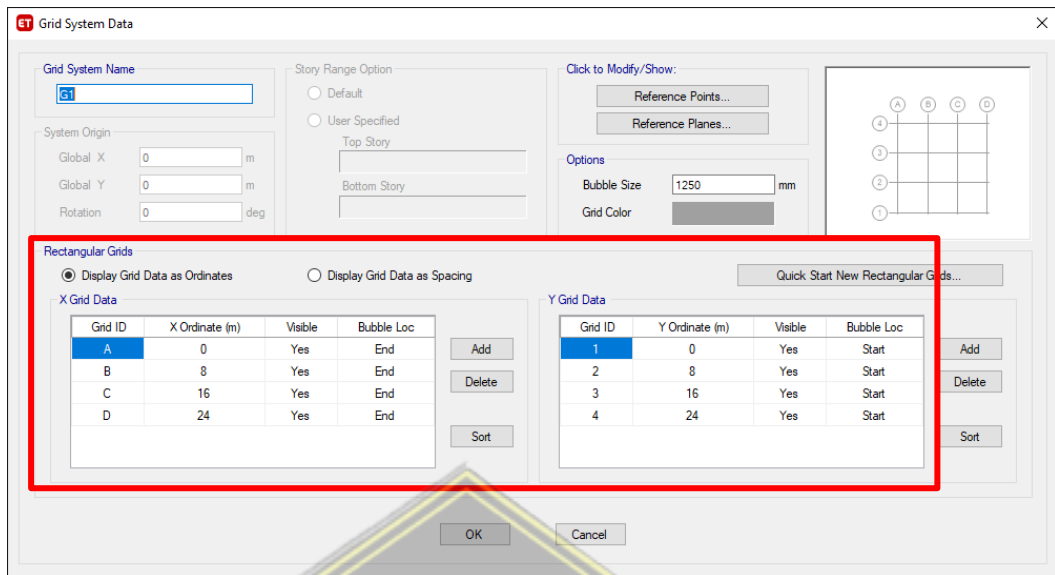 ET Grid System Data
Grid System Name
G1
System Origin
Global X 0 m
Global Y 0 m
Rotation 0 deg
Story Range Option
Default
User Specified
Top Story
Bottom Story
Click to Modify/Show:
Reference Points...
Reference Planes...
Options
Bubble Size 1250 mm
Grid Color
A B C D
4
3
2
1
Rectangular Grids
Display Grid Data as Ordinates Display Grid Data as Spacing Quick Start New Rectangular Grids...
X Grid Data
Grid ID X Ordinate (m) Visible Bubble Loc
A 0 Yes End
B 8 Yes End
C 16 Yes End
D 24 Yes End
Add
Delete
Sort
Y Grid Data
Grid ID Y Ordinate (m) Visible Bubble Loc
1 0 Yes Start
2 8 Yes Start
3 16 Yes Start
4 24 Yes Start
Add
Delete
Sort
OK Cancel